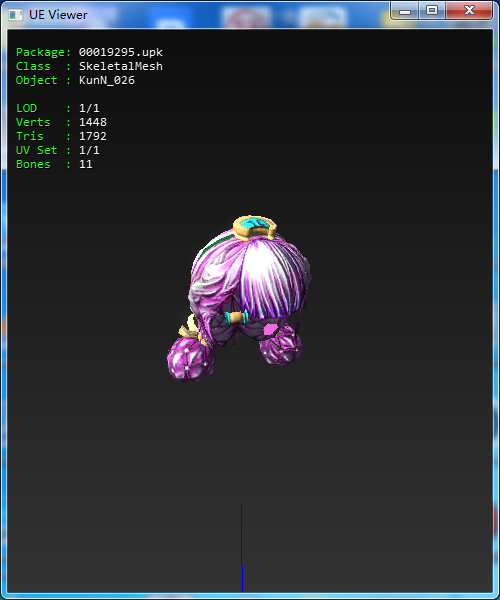 UE Viewer
Package: 00019295.upk
Class : SkeletalMesh
Object : KunN_026
LOD : 1/1
Verts : 1448
Tris : 1792
UV Set : 1/1
Bones : 11